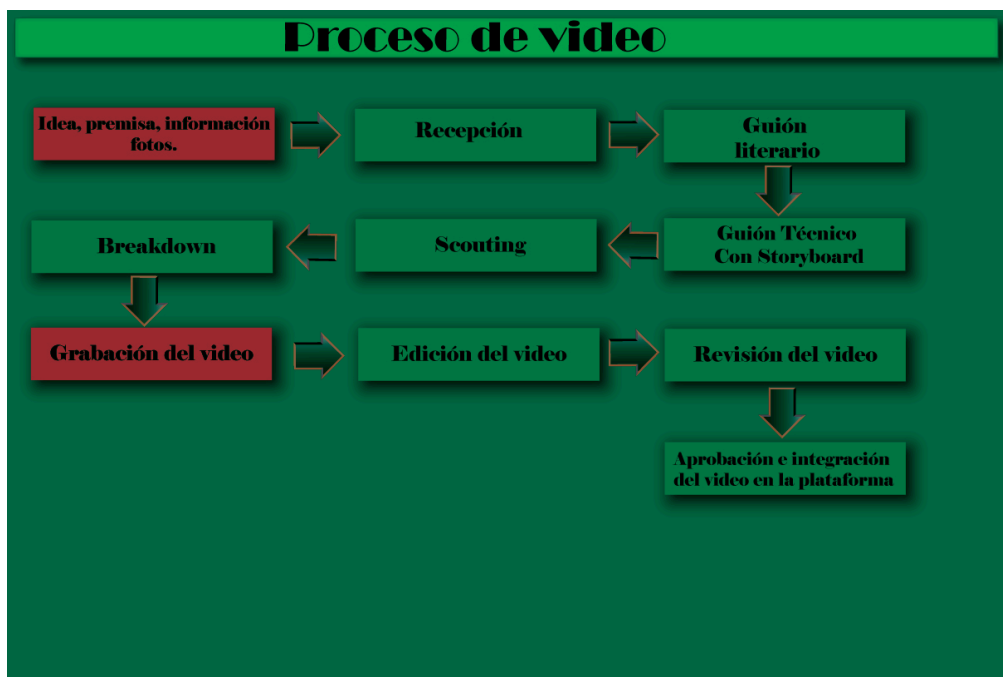 Proceso de video
Idea, premisa, información
fotos.
Recepción
Guión
literario
Guión Técnico
Con Storyboard
Scouting
Breakdown
Grabación del video
Edición del video
Revisión del video
Aprobación e integración
del video en la plataforma